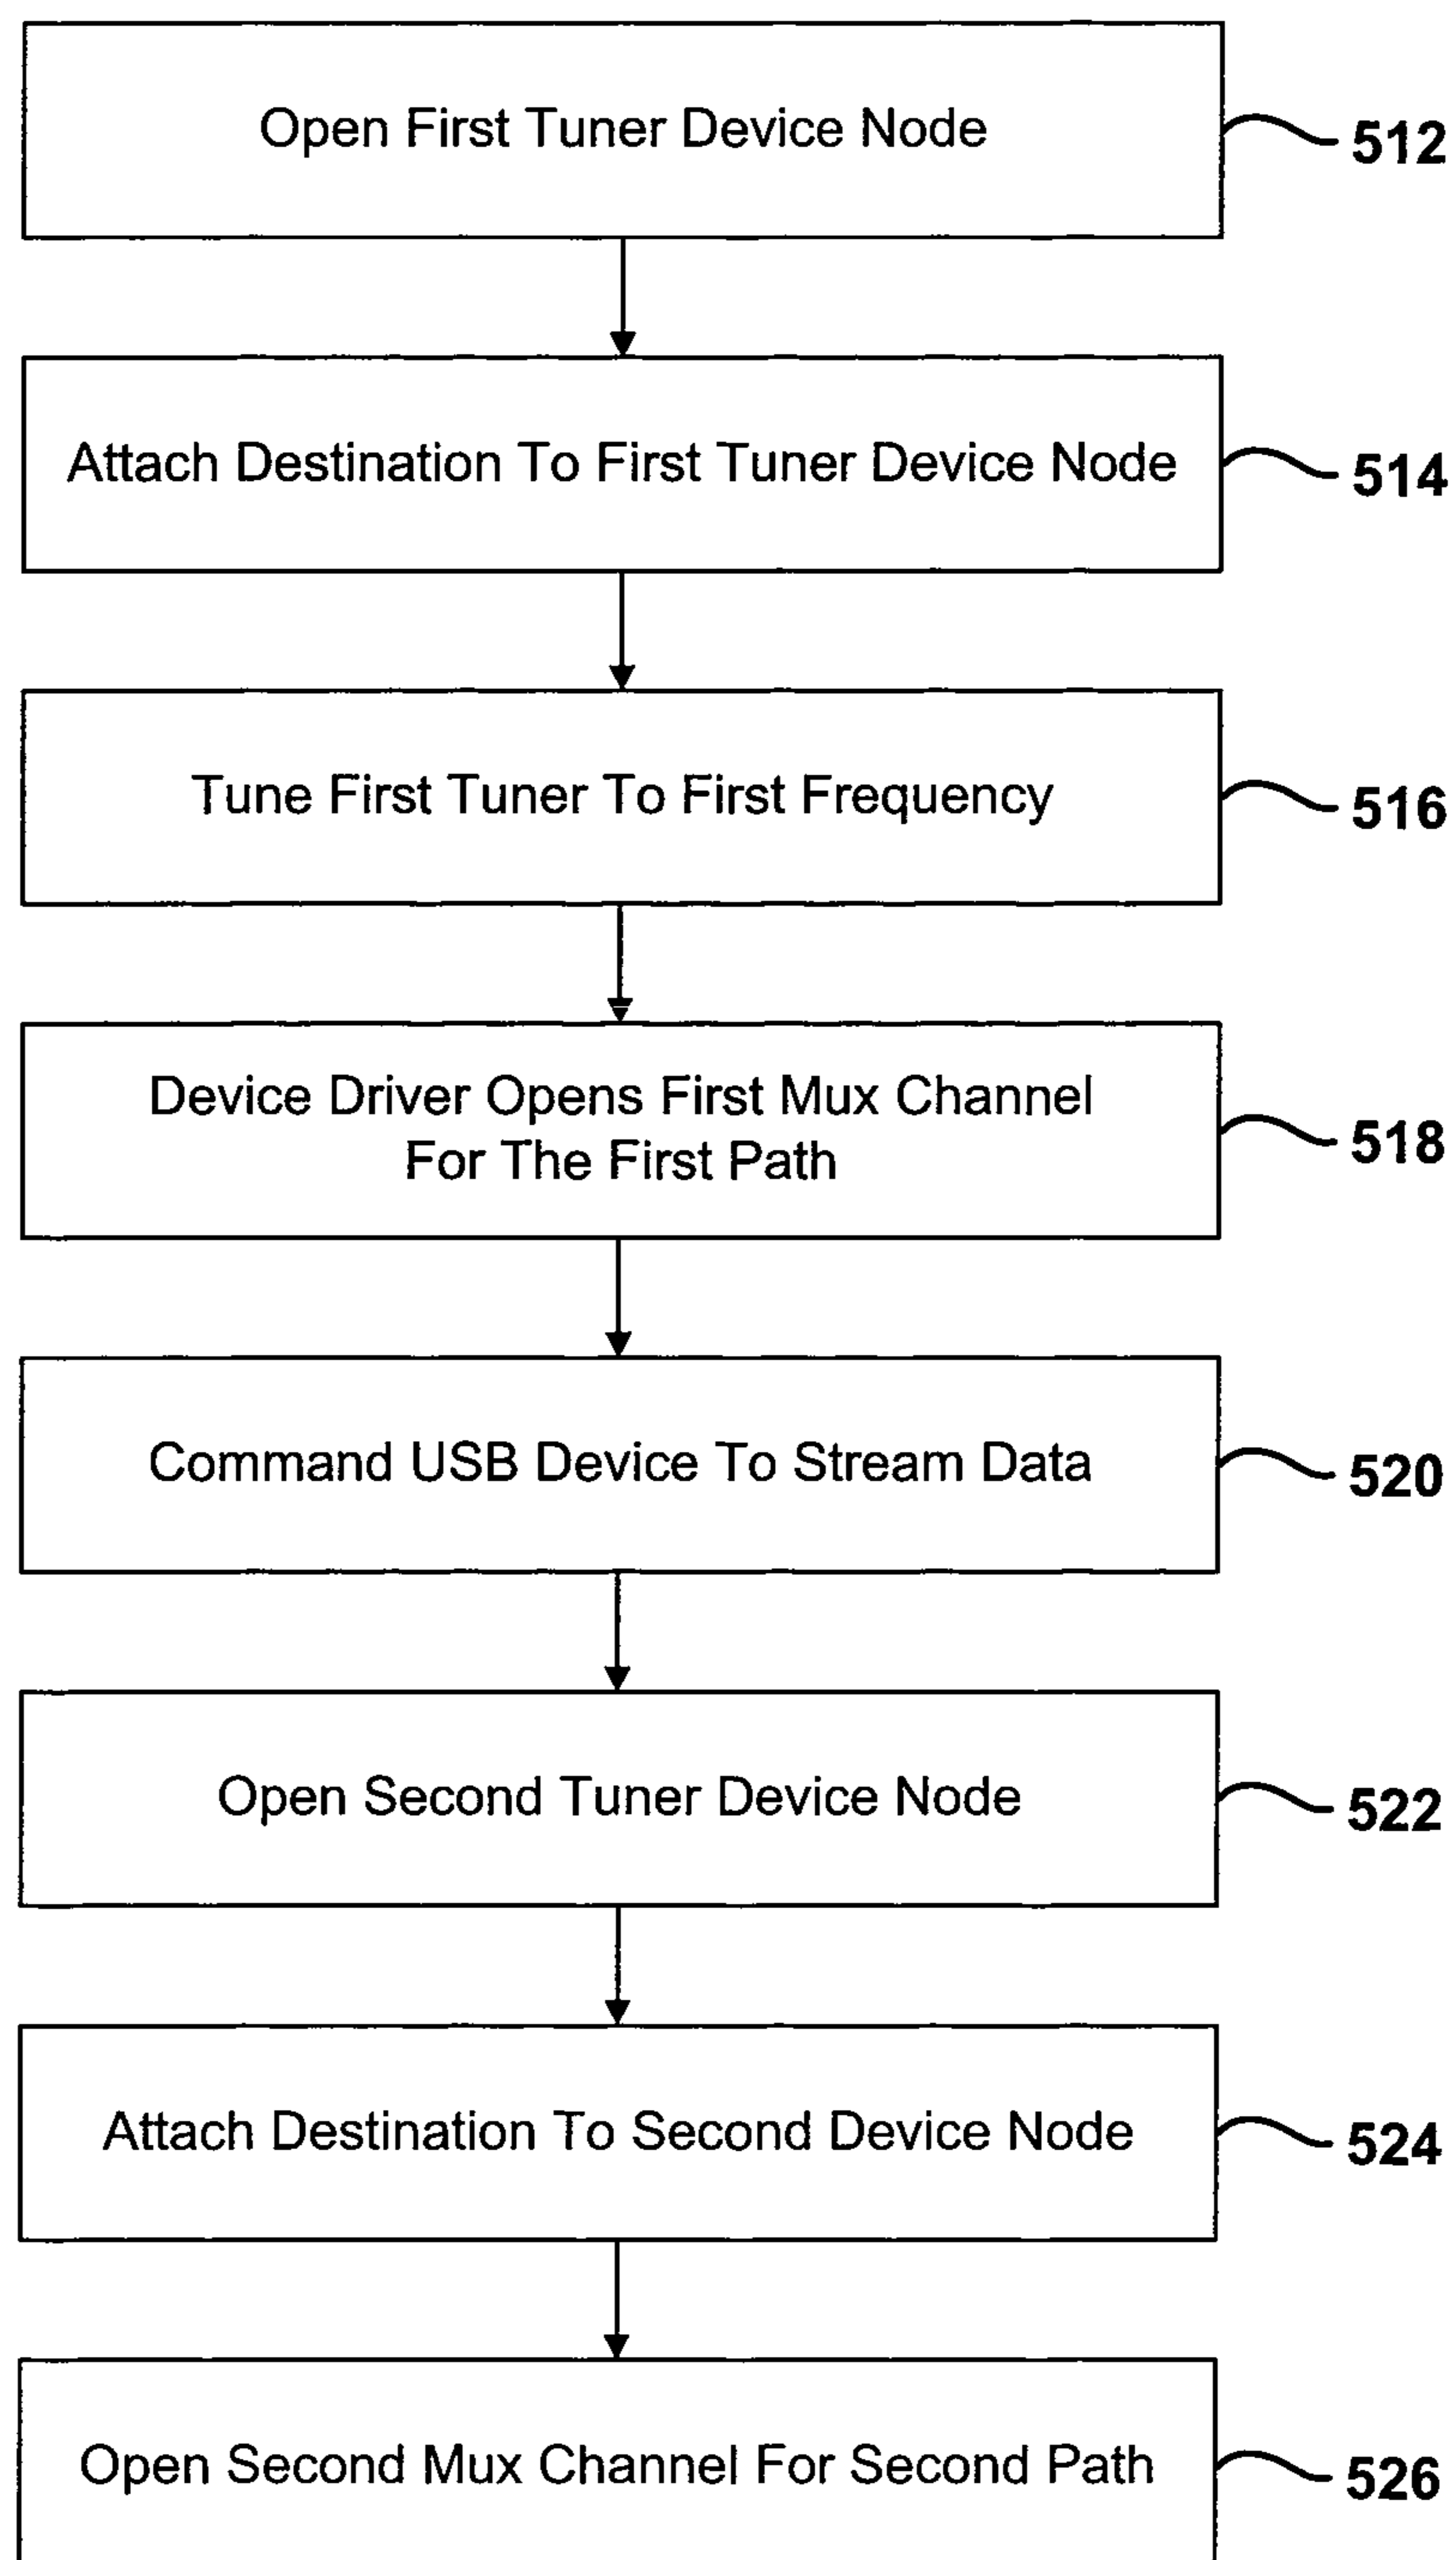 Open First Tuner Device Node
512
Attach Destination To First Tuner Device Node
514
Tune First Tuner To First Frequency
516
Device Driver Opens First Mux Channel
For The First Path
518
Command USB Device To Stream Data
520
Open Second Tuner Device Node
522
Attach Destination To Second Device Node
524
Open Second Mux Channel For Second Path
526